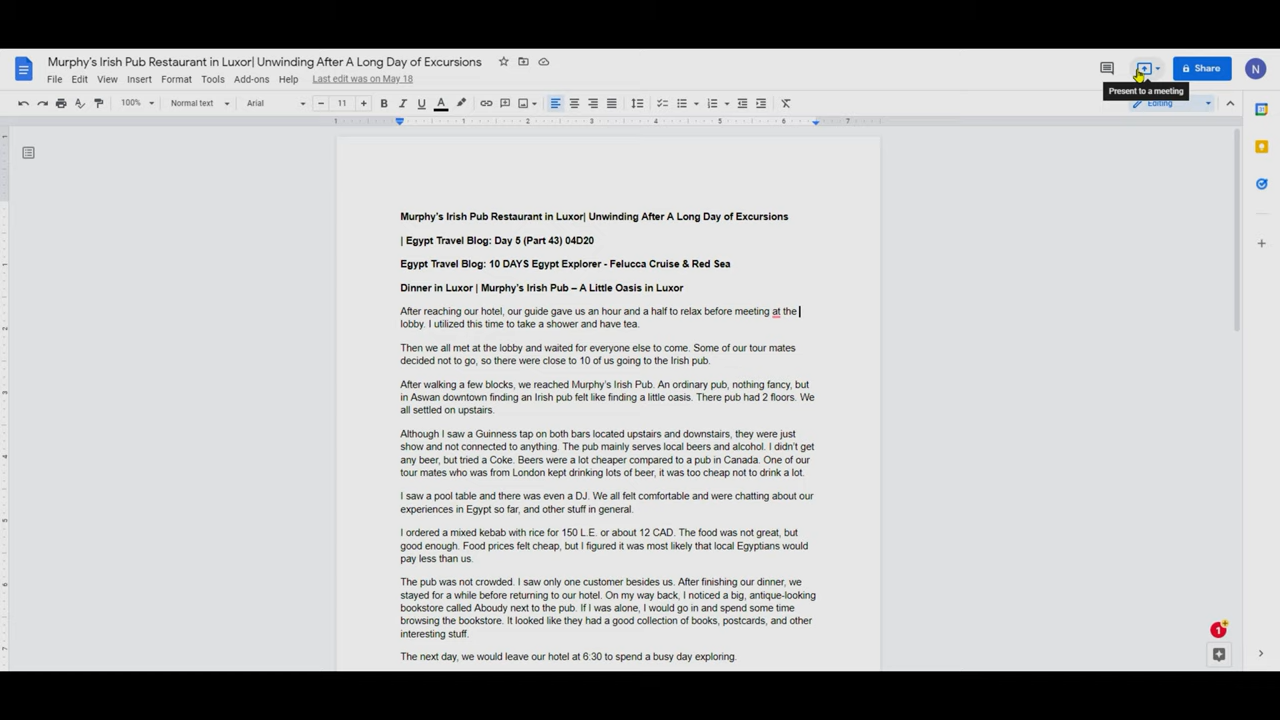 Murphy's Irish Pub Restaurant in Luxor| Unwinding After A Long Day of Excursions
File Edit View Insert Format Tools Add-ons Help Last edit was on May 18
Share
N
Present to a meeting
100% Normal text Arial 11 B I U A
Editing
1 1 2 3 4 5 6 7
Murphy's Irish Pub Restaurant in Luxor| Unwinding After A Long Day of Excursions
| Egypt Travel Blog: Day 5 (Part 43) 04D20
Egypt Travel Blog: 10 DAYS Egypt Explorer - Felucca Cruise & Red Sea
Dinner in Luxor | Murphy's Irish Pub – A Little Oasis in Luxor
After reaching our hotel, our guide gave us an hour and a half to relax before meeting at the
lobby. I utilized this time to take a shower and have tea.
Then we all met at the lobby and waited for everyone else to come. Some of our tour mates
decided not to go, so there were close to 10 of us going to the Irish pub.
After walking a few blocks, we reached Murphy's Irish Pub. An ordinary pub, nothing fancy, but
in Aswan downtown finding an Irish pub felt like finding a little oasis. There pub had 2 floors. We
all settled on upstairs.
Although I saw a Guinness tap on both bars located upstairs and downstairs, they were just
show and not connected to anything. The pub mainly serves local beers and alcohol. I didn't get
any beer, but tried a Coke. Beers were a lot cheaper compared to a pub in Canada. One of our
tour mates who was from London kept drinking lots of beer, it was too cheap not to drink a lot.
I saw a pool table and there was even a DJ. We all felt comfortable and were chatting about our
experiences in Egypt so far, and other stuff in general.
I ordered a mixed kebab with rice for 150 L.E. or about 12 CAD. The food was not great, but
good enough. Food prices felt cheap, but I figured it was most likely that local Egyptians would
pay less than us.
The pub was not crowded. I saw only one customer besides us. After finishing our dinner, we
stayed for a while before returning to our hotel. On my way back, I noticed a big, antique-looking
bookstore called Aboudy next to the pub. If I was alone, I would go in and spend some time
browsing the bookstore. It looked like they had a good collection of books, postcards, and other
interesting stuff.
The next day, we would leave our hotel at 6:30 to spend a busy day exploring.
1